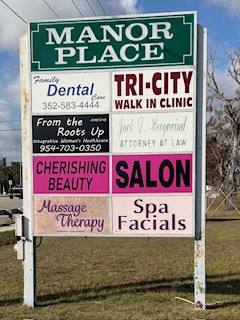 MANOR
PLACE
Family
Dental
Care
352-583-4444
TRI-CITY
WALK IN CLINIC
From the
Roots Up
Integrative Women's Healthcare
954-703-0350
Jack J.
ATTORNEY AT LAW
CHERISHING
BEAUTY
SALON
Massage
Therapy
Spa
Facials